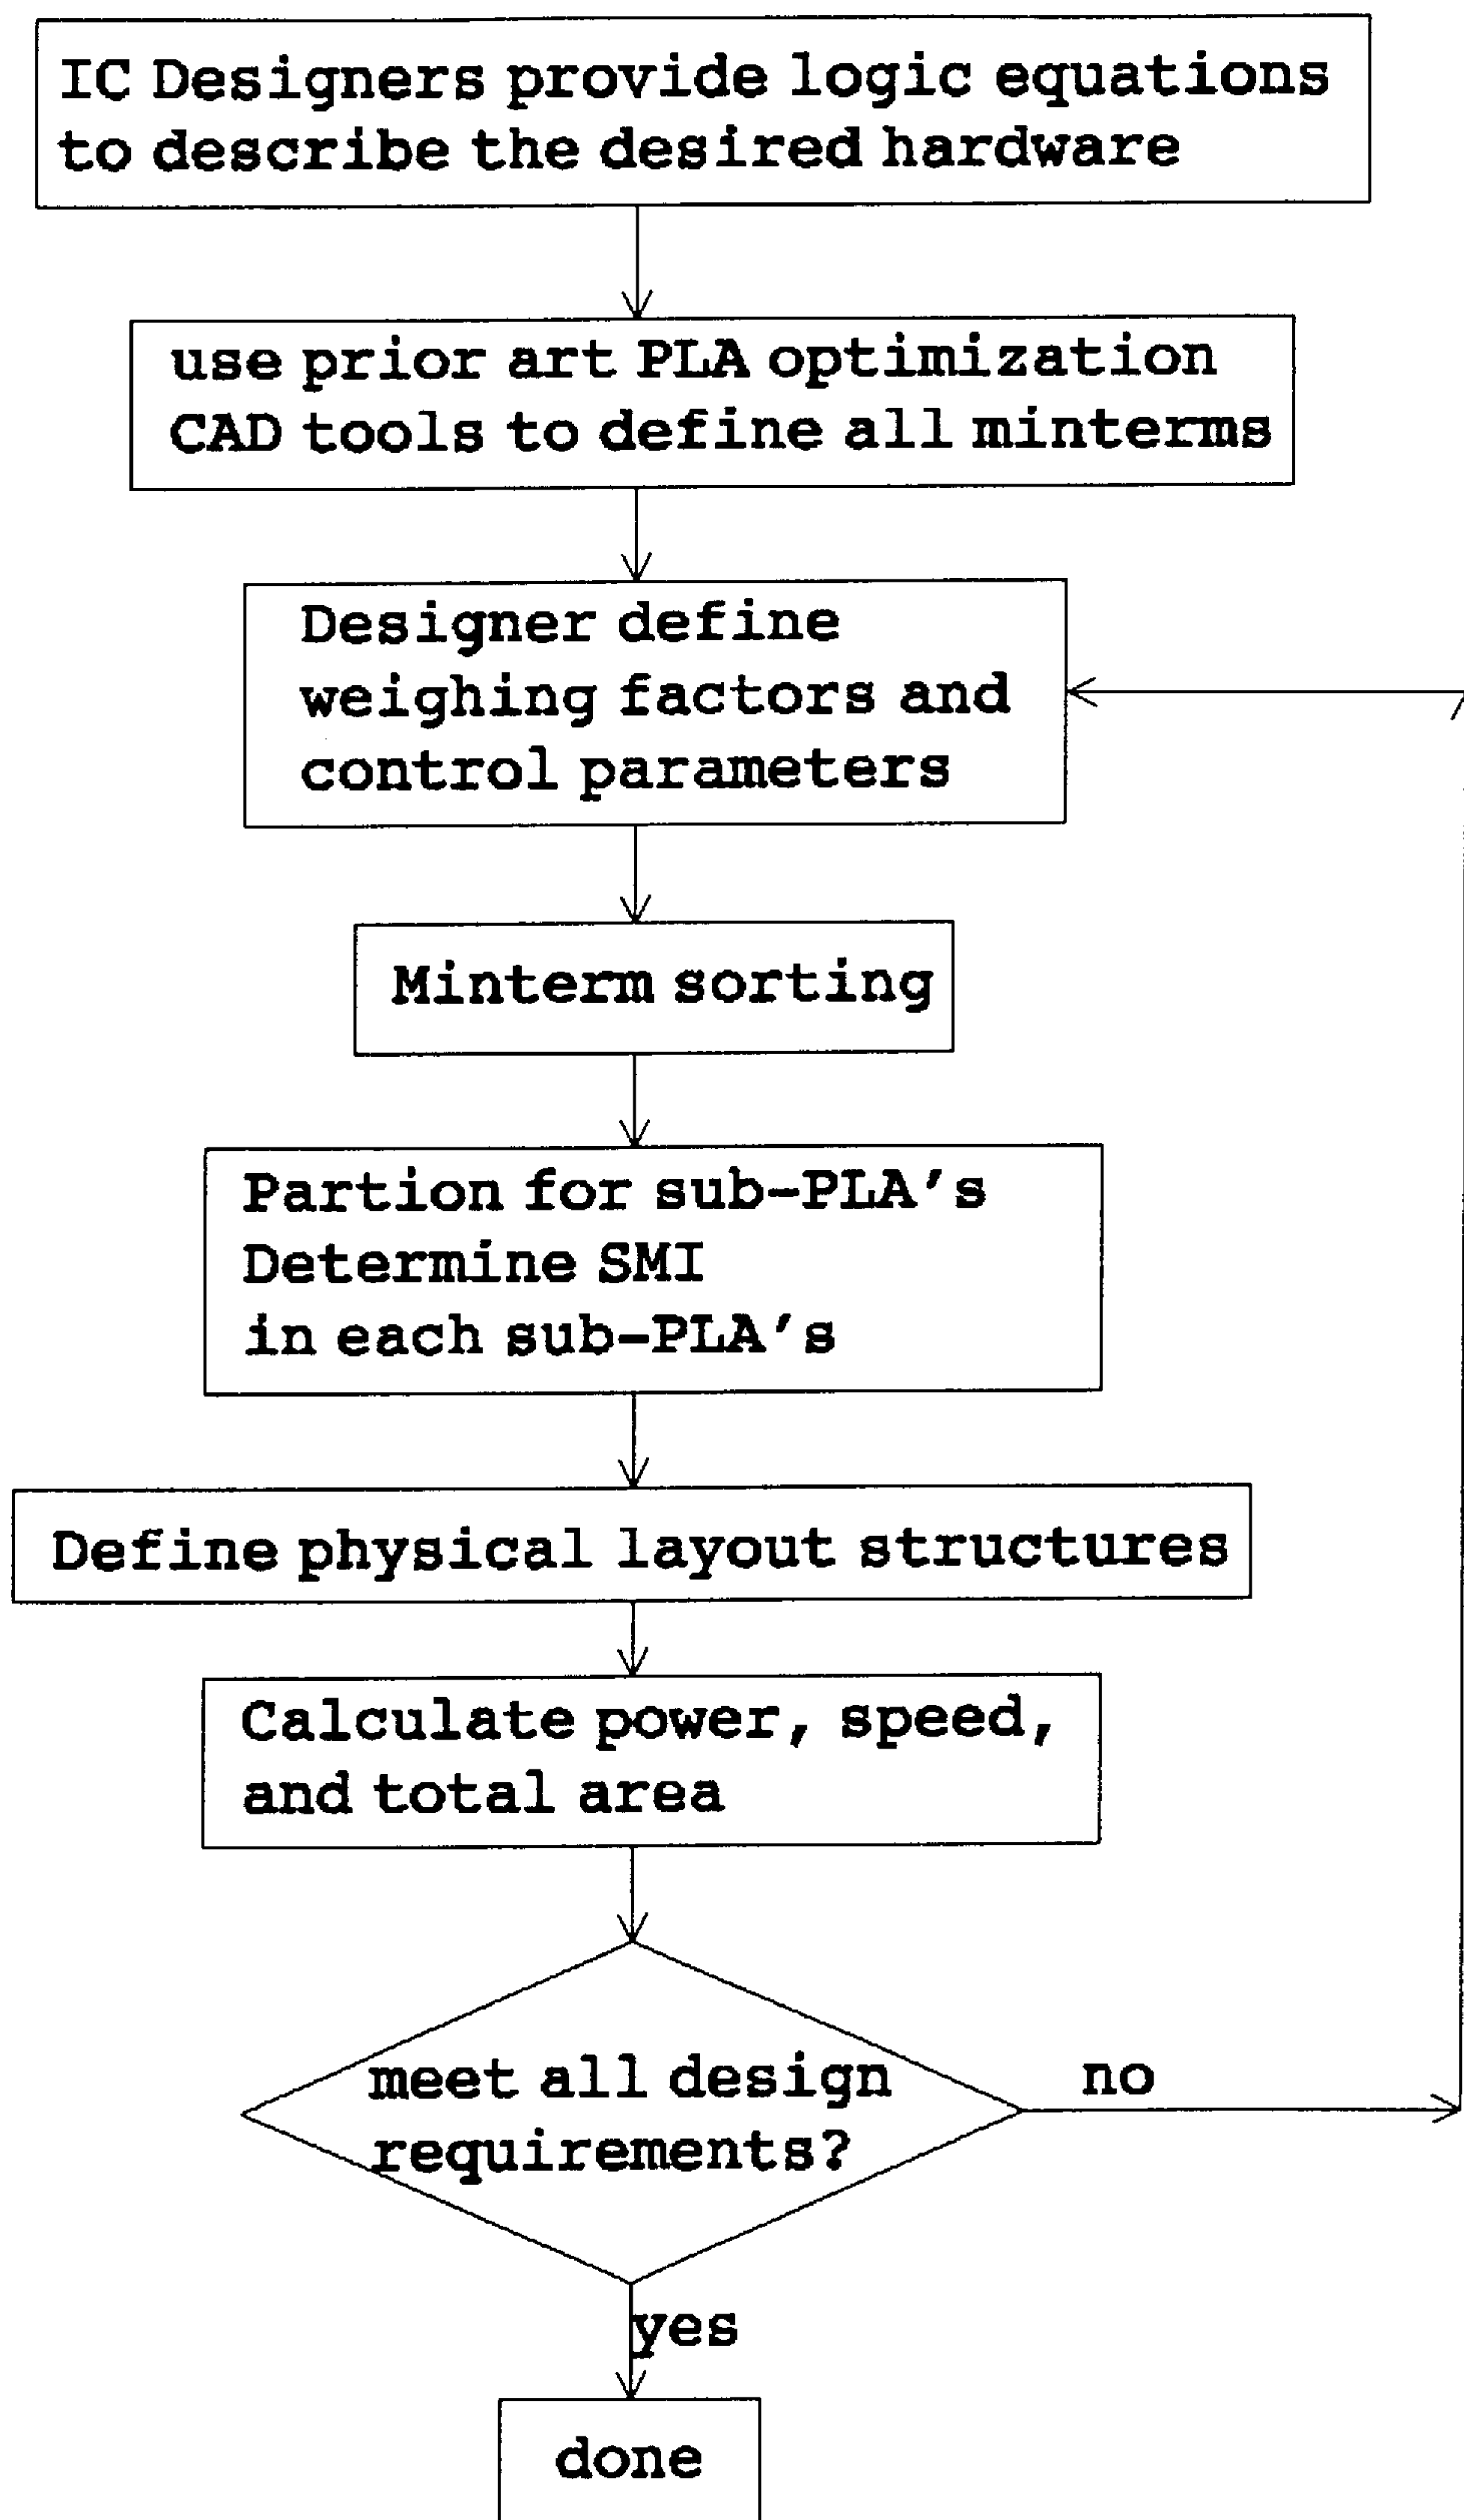 IC Designers provide logic equations
to describe the desired hardware
use prior art PLA optimization
CAD tools to define all minterms
Designer define
weighing factors and
control parameters
Minterm sorting
Partion for sub-PLA's
Determine SMI
in each sub-PLA's
Define physical layout structures
Calculate power, speed,
and total area
meet all design
requirements?
no
yes
done